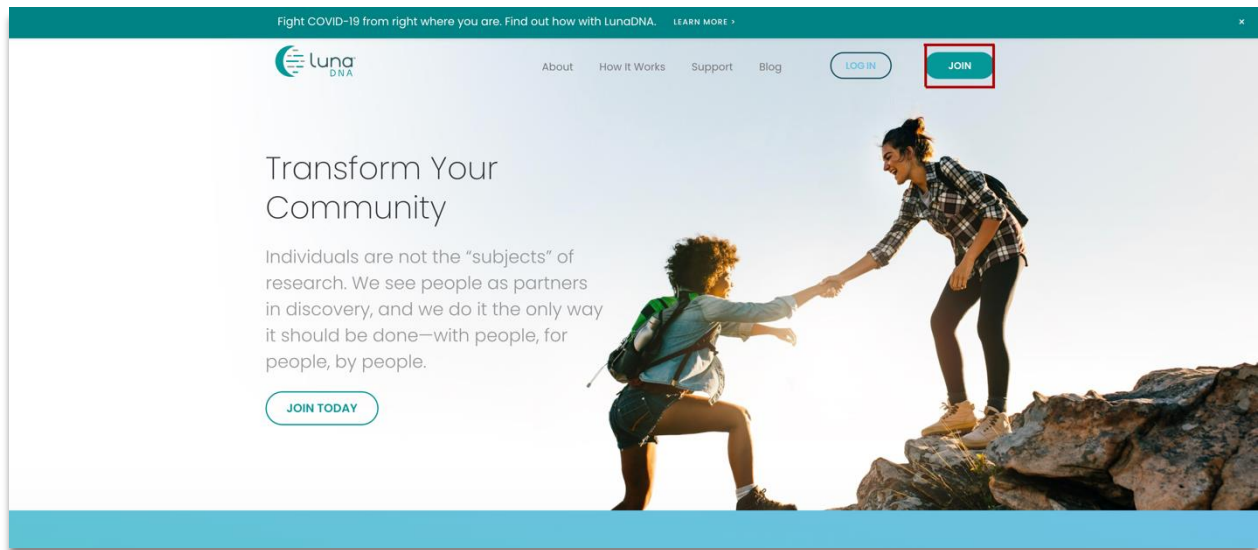 Fight COVID-19 from right where you are. Find out how with LunaDNA. LEARN MORE > ×
luna
DNA
About How It Works Support Blog LOG IN JOIN
Transform Your
Community
Individuals are not the “subjects” of
research. We see people as partners
in discovery, and we do it the only way
it should be done—with people, for
people, by people.
JOIN TODAY